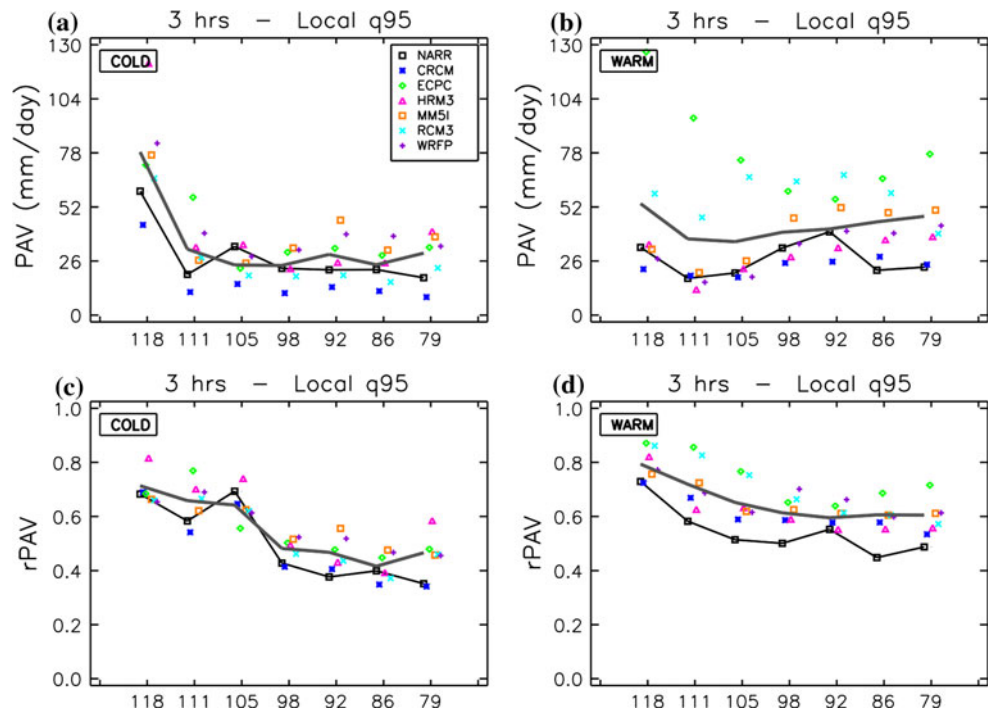 (a) 3 hrs – Local q95
PAV (mm/day)
130
104
78
52
26
0
COLD
NARR
CRCM
ECPC
HRM3
MM5I
RCM3
WRFP
118 111 105 98 92 86 79
(b) 3 hrs – Local q95
PAV (mm/day)
130
104
78
52
26
0
WARM
118 111 105 98 92 86 79
(c) 3 hrs – Local q95
rPAV
1.0
0.8
0.6
0.4
0.2
0.0
COLD
118 111 105 98 92 86 79
(d) 3 hrs – Local q95
rPAV
1.0
0.8
0.6
0.4
0.2
0.0
WARM
118 111 105 98 92 86 79